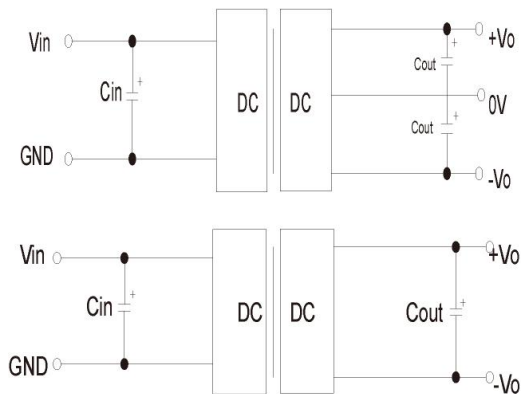 Vin
+Vo
Cout
Cin
DC DC
0V
Cout
GND
-Vo
Vin
+Vo
Cin
DC DC
Cout
GND
-Vo